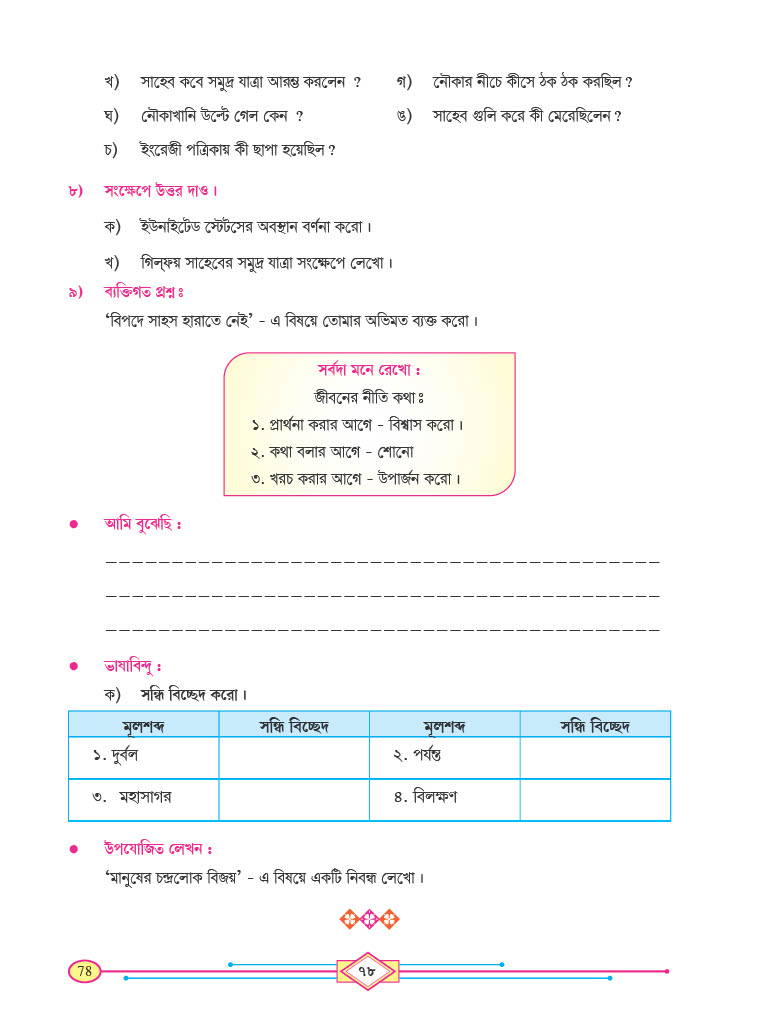 খ) সাহেব কবে সমুদ্র যাত্রা আরম্ভ করলেন ? গ) নৌকার নীচে কীসে ঠক ঠক করছিল ?
ঘ) নৌকাখানি উল্টে গেল কেন ? ঙ) সাহেব গুলি করে কী মেরেছিলেন ?
চ) ইংরেজী পত্রিকায় কী ছাপা হয়েছিল ?
৮) সংক্ষেপে উত্তর দাও।
ক) ইউনাইটেড স্টেট্‌সের অবস্থান বর্ণনা করো।
খ) গিল্‌ফয় সাহেবের সমুদ্র যাত্রা সংক্ষেপে লেখো।
৯) ব্যক্তিগত প্রশ্ন ঃ
‘বিপদে সাহস হারাতে নেই’ - এ বিষয়ে তোমার অভিমত ব্যক্ত করো।
সর্বদা মনে রেখো :
জীবনের নীতি কথা ঃ
১. প্রার্থনা করার আগে - বিশ্বাস করো।
২. কথা বলার আগে - শোনো
৩. খরচ করার আগে - উপার্জন করো।
• আমি বুঝেছি :
• ভাষাবিন্দু :
ক) সন্ধি বিচ্ছেদ করো।
মূলশব্দ সন্ধি বিচ্ছেদ মূলশব্দ সন্ধি বিচ্ছেদ
১. দুর্বল ২. পর্যন্ত
৩. মহাসাগর ৪. বিলক্ষণ
• উপযোজিত লেখন :
‘মানুষের চন্দ্রলোক বিজয়’ - এ বিষয়ে একটি নিবন্ধ লেখো।
78 ৭৮